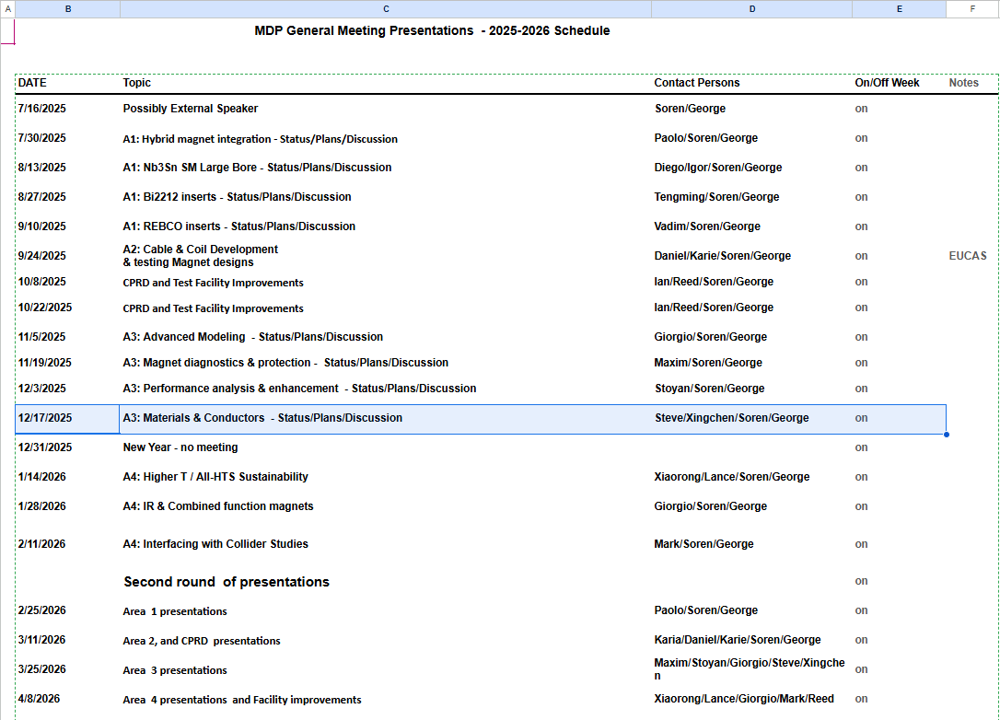 A B C D E F
MDP General Meeting Presentations - 2025-2026 Schedule
DATE Topic Contact Persons On/Off Week Notes
7/16/2025 Possibly External Speaker Soren/George on
7/30/2025 A1: Hybrid magnet integration - Status/Plans/Discussion Paolo/Soren/George on
8/13/2025 A1: Nb3Sn SM Large Bore - Status/Plans/Discussion Diego/Igor/Soren/George on
8/27/2025 A1: Bi2212 inserts - Status/Plans/Discussion Tengming/Soren/George on
9/10/2025 A1: REBCO inserts - Status/Plans/Discussion Vadim/Soren/George on
9/24/2025 A2: Cable & Coil Development
& testing Magnet designs Daniel/Karie/Soren/George on EUCAS
10/8/2025 CPRD and Test Facility Improvements Ian/Reed/Soren/George on
10/22/2025 CPRD and Test Facility Improvements Ian/Reed/Soren/George on
11/5/2025 A3: Advanced Modeling - Status/Plans/Discussion Giorgio/Soren/George on
11/19/2025 A3: Magnet diagnostics & protection - Status/Plans/Discussion Maxim/Soren/George on
12/3/2025 A3: Performance analysis & enhancement - Status/Plans/Discussion Stoyan/Soren/George on
12/17/2025 A3: Materials & Conductors - Status/Plans/Discussion Steve/Xingchen/Soren/George on
12/31/2025 New Year - no meeting on
1/14/2026 A4: Higher T / All-HTS Sustainability Xiaorong/Lance/Soren/George on
1/28/2026 A4: IR & Combined function magnets Giorgio/Soren/George on
2/11/2026 A4: Interfacing with Collider Studies Mark/Soren/George on
Second round of presentations on
2/25/2026 Area 1 presentations Paolo/Soren/George on
3/11/2026 Area 2, and CPRD presentations Karia/Daniel/Karie/Soren/George on
3/25/2026 Area 3 presentations Maxim/Stoyan/Giorgio/Steve/Xingche
n on
4/8/2026 Area 4 presentations and Facility improvements Xiaorong/Lance/Giorgio/Mark/Reed on